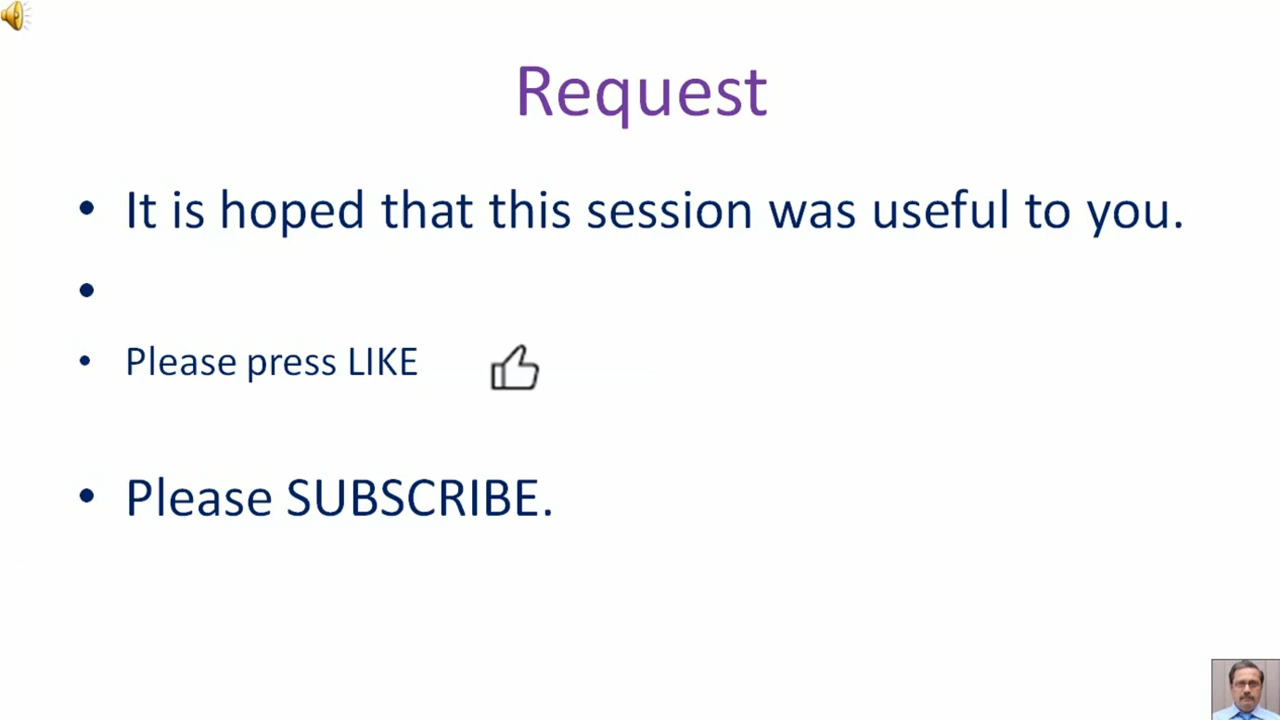 Request
• It is hoped that this session was useful to you.
•
• Please press LIKE
• Please SUBSCRIBE.